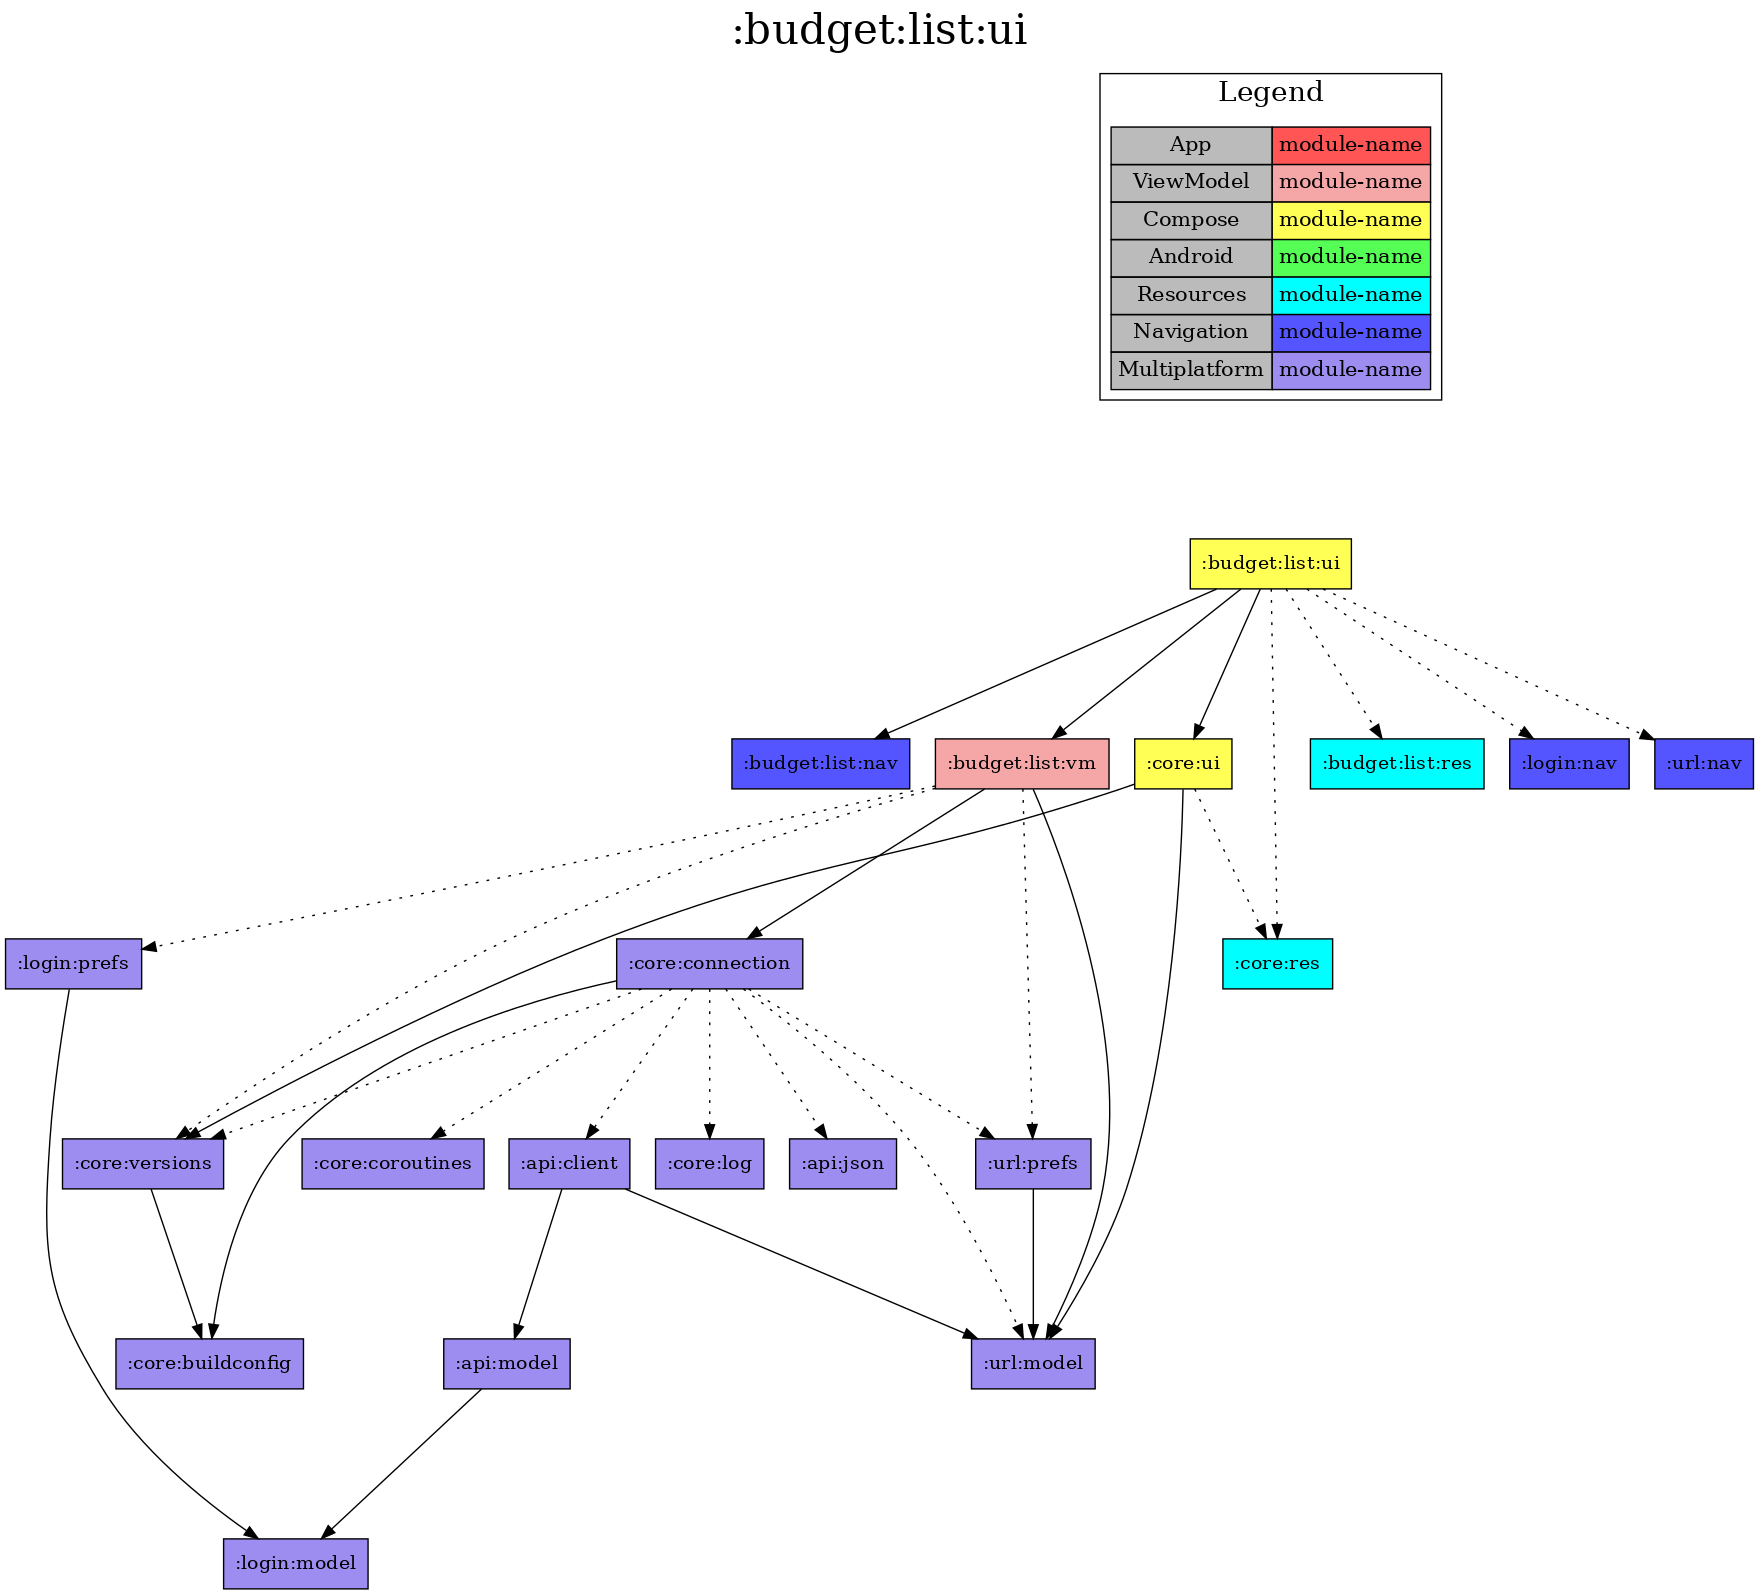 :budget:list:ui
Legend
App module-name
ViewModel module-name
Compose module-name
Android module-name
Resources module-name
Navigation module-name
Multiplatform module-name
:budget:list:ui
:budget:list:nav :budget:list:vm :core:ui :budget:list:res :login:nav :url:nav
:login:prefs :core:connection :core:res
:core:versions :core:coroutines :api:client :core:log :api:json :url:prefs
:core:buildconfig :api:model :url:model
:login:model